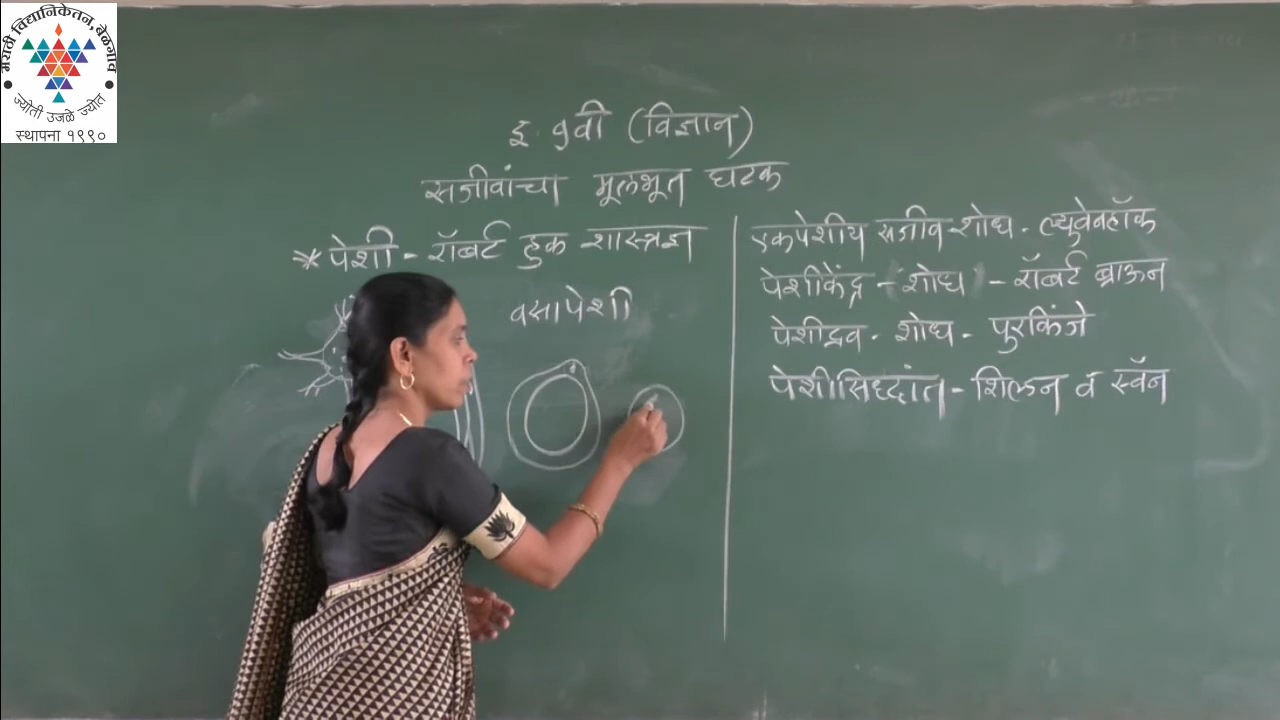 मराठी विद्यानिकेतन, बेळगाव
ज्योती उजळे ज्योत
स्थापना १९९०
इ. ९वी (विज्ञान)
सजीवांचा मूलभूत घटक
* पेशी - रॉबर्ट हुक - शास्त्रज्ञ
वसापेशी
एकपेशीय सजीव - शोध - ल्युवेनहॉक
पेशीकेंद्र - शोध - रॉबर्ट ब्राऊन
पेशीद्रव - शोध - पुरकिंजे
पेशीसिध्दांत - शिलन व स्वॅन